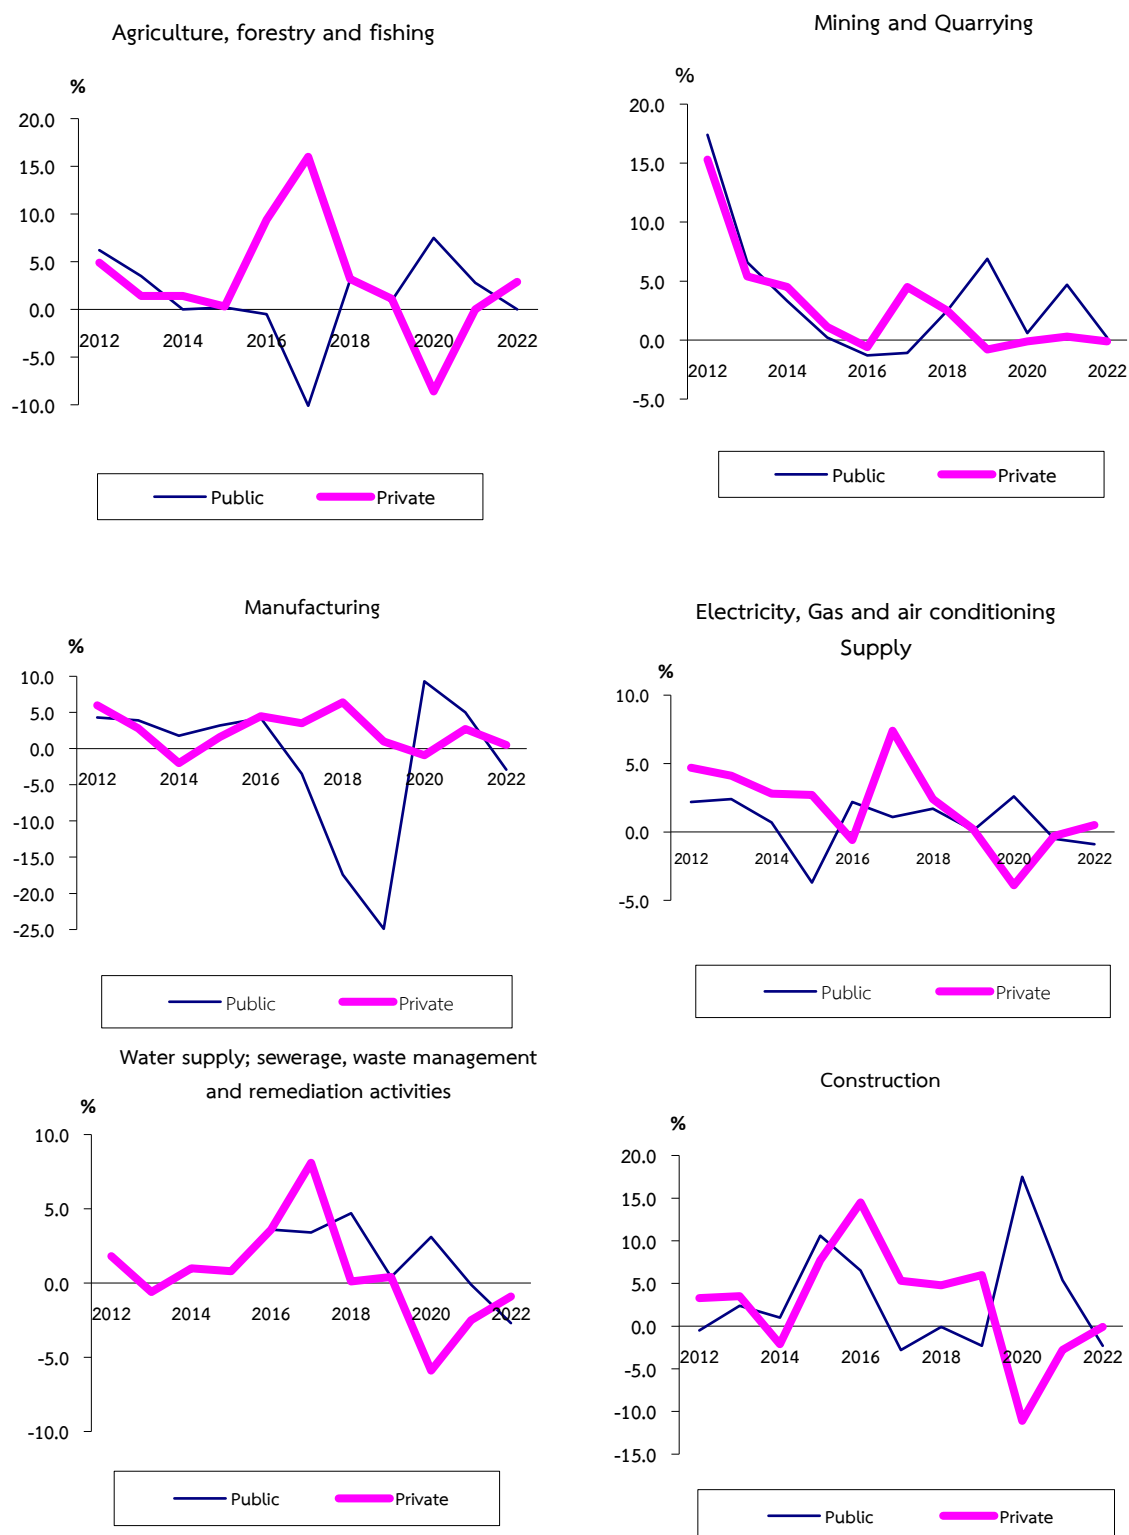 Agriculture, forestry and fishing
%
20.0
15.0
10.0
5.0
0.0
-5.0
-10.0
2012 2014 2016 2018 2020 2022
Public Private
Mining and Quarrying
%
20.0
15.0
10.0
5.0
0.0
-5.0
2012 2014 2016 2018 2020 2022
Public Private
Manufacturing
%
10.0
5.0
0.0
-5.0
-10.0
-15.0
-20.0
-25.0
2012 2014 2016 2018 2020 2022
Public Private
Electricity, Gas and air conditioning
Supply
%
10.0
5.0
0.0
-5.0
2012 2014 2016 2018 2020 2022
Public Private
Water supply; sewerage, waste management
and remediation activities
%
10.0
5.0
0.0
-5.0
-10.0
2012 2014 2016 2018 2020 2022
Public Private
Construction
%
20.0
15.0
10.0
5.0
0.0
-5.0
-10.0
-15.0
2012 2014 2016 2018 2020 2022
Public Private